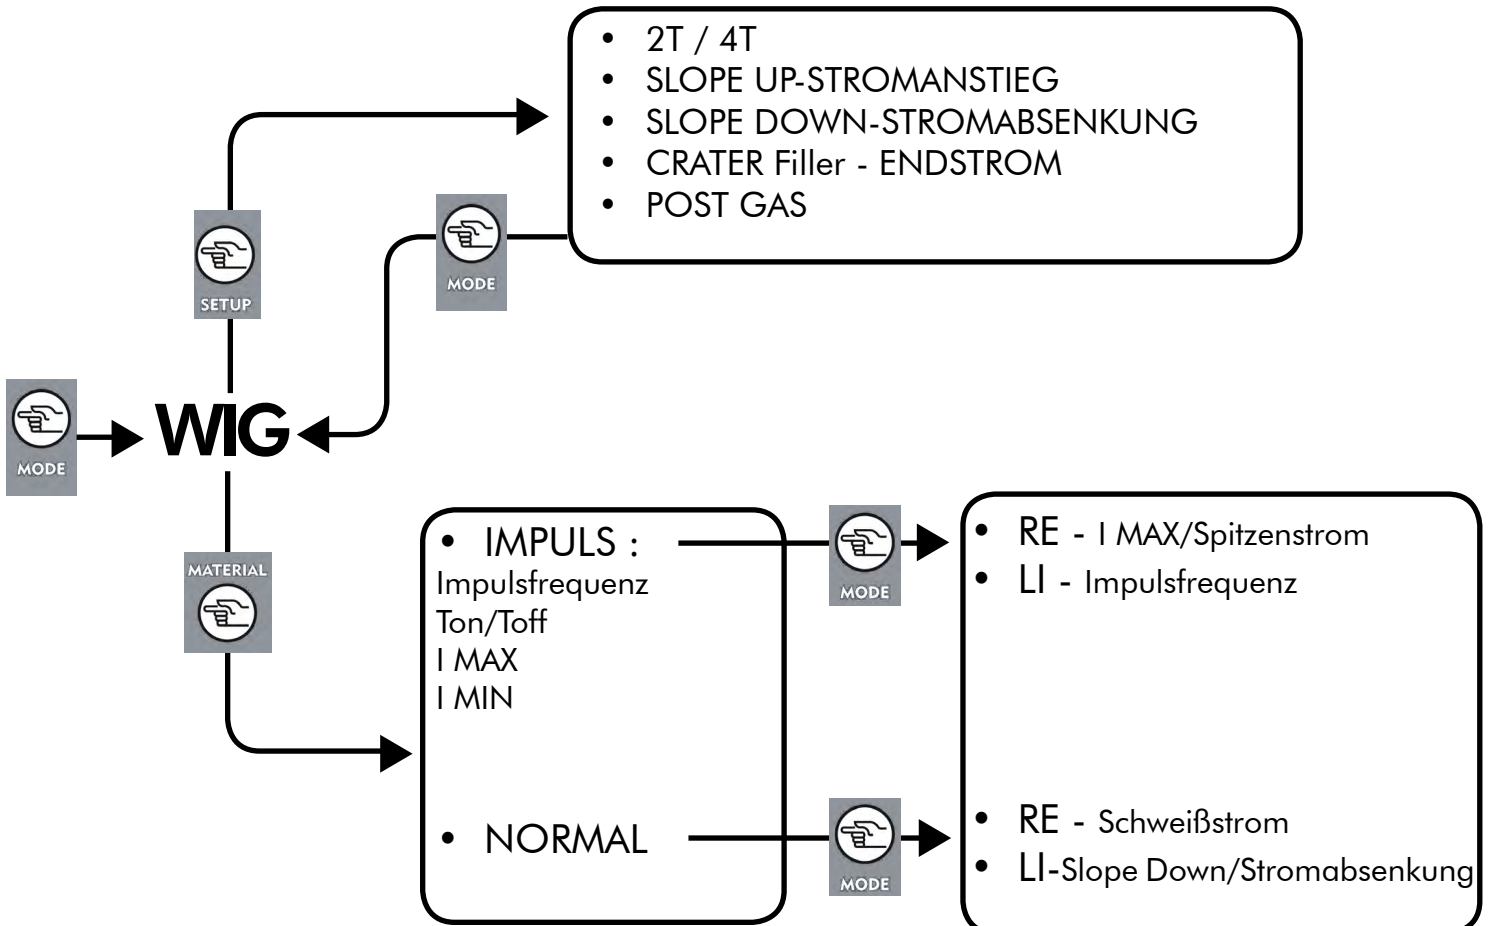 • 2T / 4T
• SLOPE UP-STROMANSTIEG
• SLOPE DOWN-STROMABSENKUNG
• CRATER Filler - ENDSTROM
• POST GAS
SETUP
MODE
MODE
WIG
MATERIAL
• IMPULS :
Impulsfrequenz
Ton/Toff
I MAX
I MIN
• NORMAL
MODE
• RE - I MAX/Spitzenstrom
• LI - Impulsfrequenz
MODE
• RE - Schweißstrom
• LI-Slope Down/Stromabsenkung